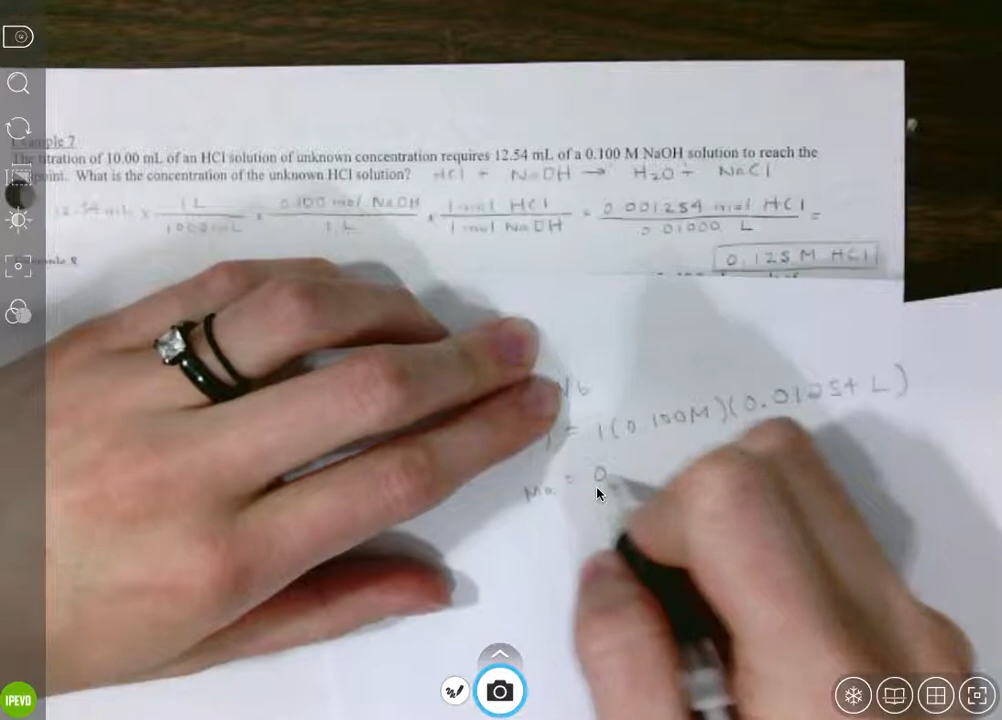 Example 7
The titration of 10.00 mL of an HCl solution of unknown concentration requires 12.54 mL of a 0.100 M NaOH solution to reach the
point. What is the concentration of the unknown HCl solution? HCl + NaOH → H2O + NaCl
12.54 mL x 1 L / 1000 mL x 0.100 mol NaOH / 1 L x 1 mol HCl / 1 mol NaOH = 0.001254 mol HCl / 0.01000 L =
0.125 M HCl
Vb
= 1(0.100M)(0.01254 L)
Ma = 0.
IPEVO